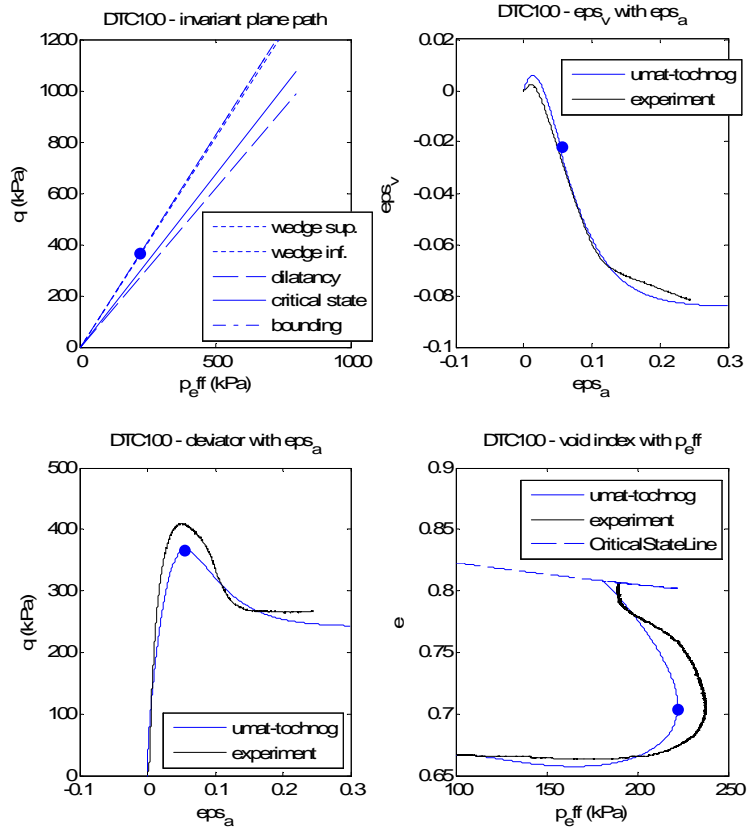 DTC100 - invariant plane path
1200
1000
800
600
400
200
0
q (kPa)
wedge sup.
wedge inf.
dilatancy
critical state
bounding
0
500
1000
p_eff (kPa)
DTC100 - eps_v with eps_a
0.02
0
-0.02
-0.04
-0.06
-0.08
-0.1
eps_v
umat-tochnog
experiment
-0.1
0
0.1
0.2
0.3
eps_a
DTC100 - deviator with eps_a
500
400
300
200
100
0
q (kPa)
umat-tochnog
experiment
-0.1
0
0.1
0.2
0.3
eps_a
DTC100 - void index with p_eff
0.9
0.85
0.8
0.75
0.7
0.65
e
umat-tochnog
experiment
CriticalStateLine
100
150
200
250
p_eff (kPa)